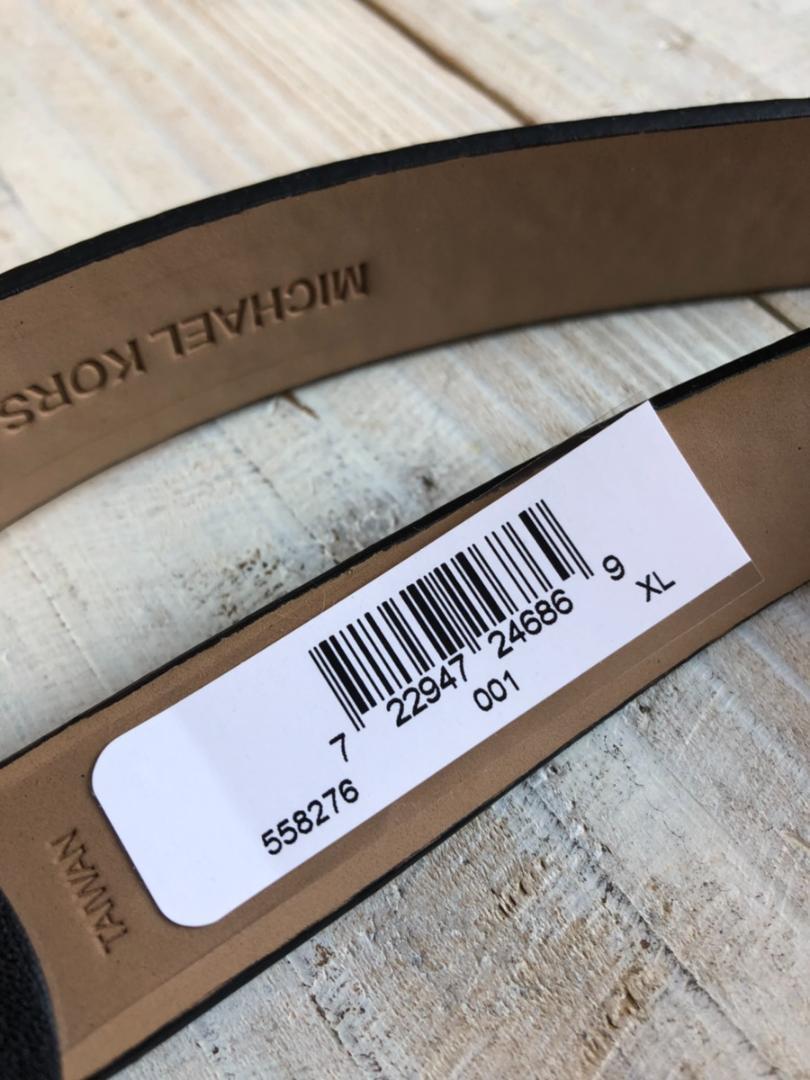 MICHAEL KORS
7 22947 24686 9
XL
001
558276
TAIWAN